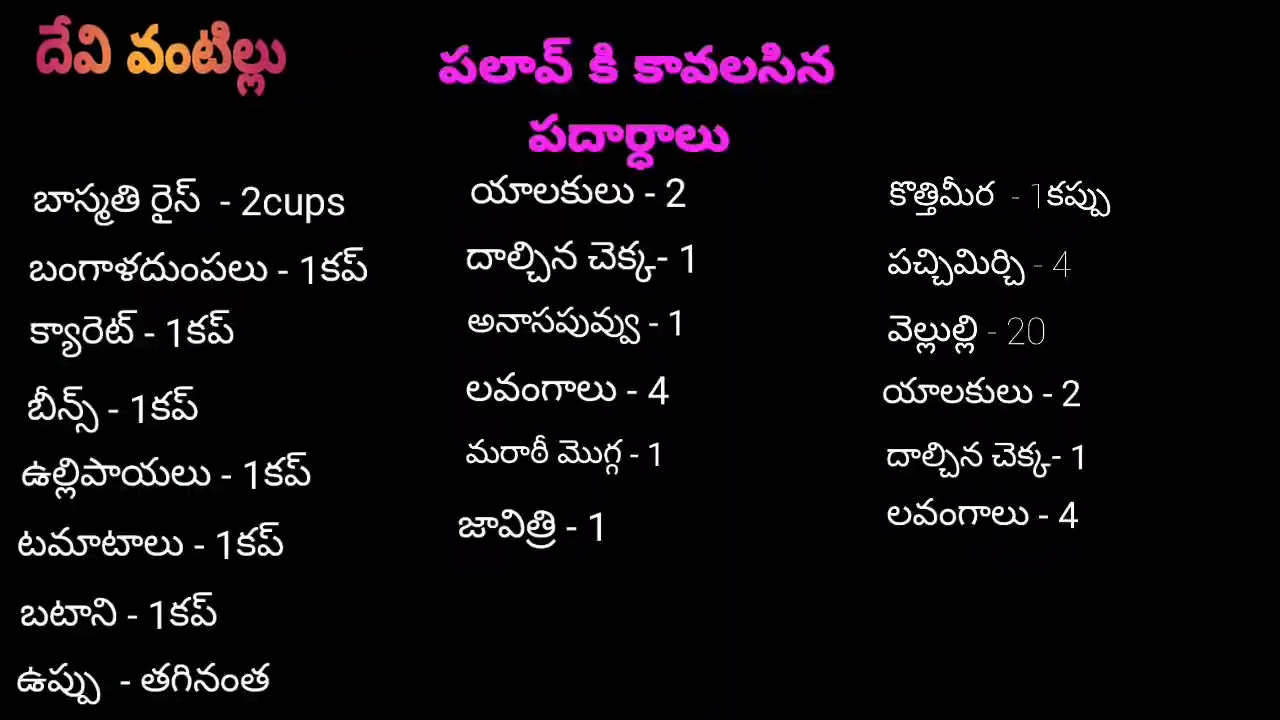 దేవి వంటిల్లు
పలావ్ కి కావలసిన
పదార్ధాలు
బాస్మతి రైస్ - 2cups
బంగాళదుంపలు - 1కప్
క్యారెట్ - 1కప్
బీన్స్ - 1కప్
ఉల్లిపాయలు - 1కప్
టమాటాలు - 1కప్
బటాని - 1కప్
ఉప్పు - తగినంత
యాలకులు - 2
దాల్చిన చెక్క- 1
అనాసపువ్వు - 1
లవంగాలు - 4
మరాఠీ మొగ్గ - 1
జావిత్రి - 1
కొత్తిమీర - 1కప్పు
పచ్చిమిర్చి - 4
వెల్లుల్లి - 20
యాలకులు - 2
దాల్చిన చెక్క- 1
లవంగాలు - 4